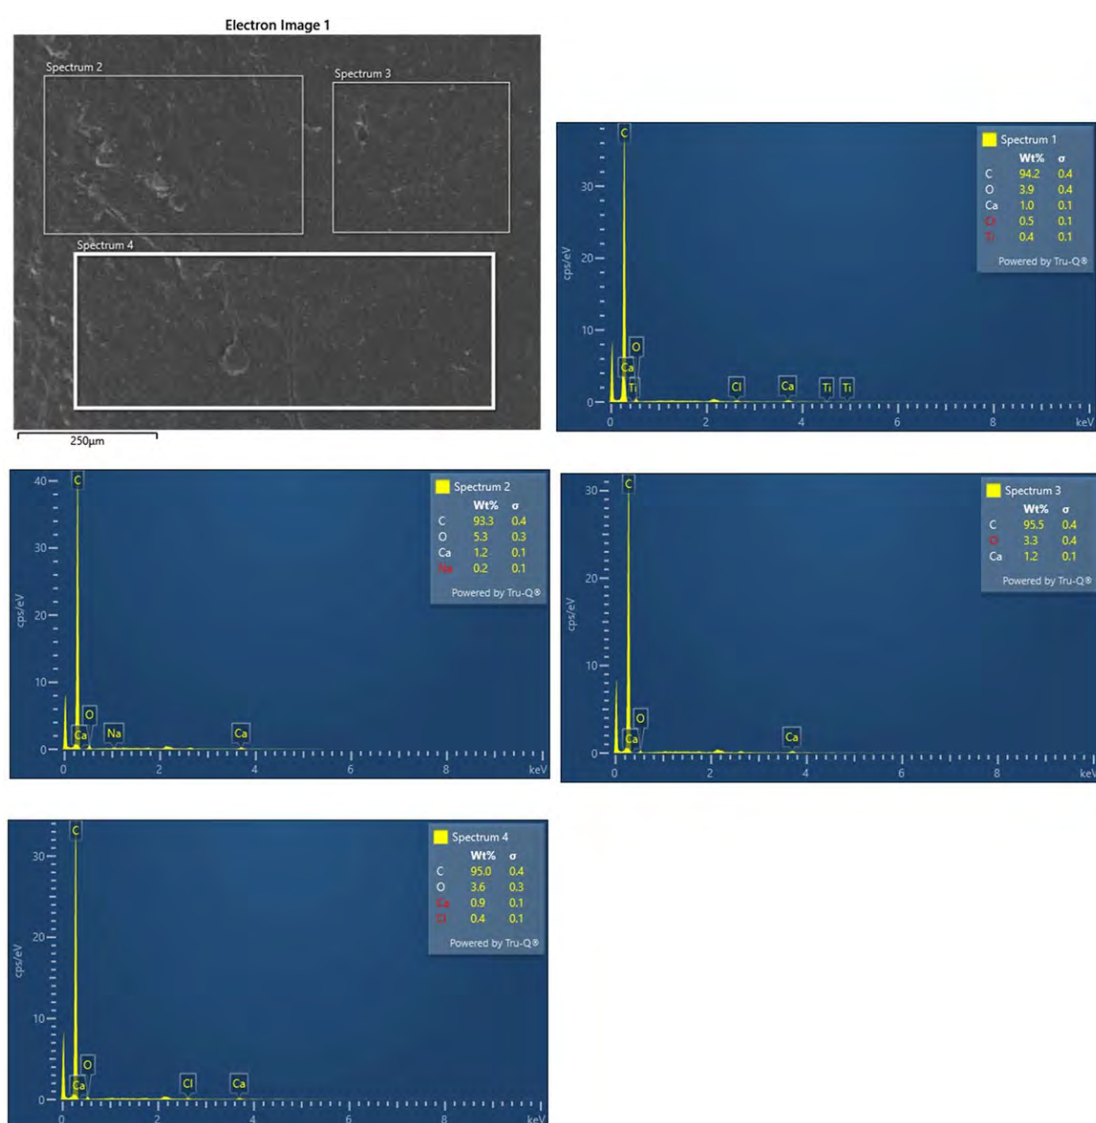 Electron Image 1
Spectrum 2
Spectrum 3
Spectrum 4
250µm
C
O
Ca
Ti
Cl
Ca
Ti
Ti
cps/eV
30
20
10
0
0
2
4
6
8
keV
Spectrum 1
Wt% σ
C 94.2 0.4
O 3.9 0.4
Ca 1.0 0.1
Cl 0.5 0.1
Ti 0.4 0.1
Powered by Tru-Q®
C
O
Ca
Na
Ca
cps/eV
40
30
20
10
0
0
2
4
6
8
keV
Spectrum 2
Wt% σ
C 93.3 0.4
O 5.3 0.3
Ca 1.2 0.1
Na 0.2 0.1
Powered by Tru-Q®
C
O
Ca
Ca
cps/eV
30
20
10
0
0
2
4
6
8
keV
Spectrum 3
Wt% σ
C 95.5 0.4
O 3.3 0.4
Ca 1.2 0.1
Powered by Tru-Q®
C
O
Ca
Cl
Ca
cps/eV
30
20
10
0
0
2
4
6
8
keV
Spectrum 4
Wt% σ
C 95.0 0.4
O 3.6 0.3
Ca 0.9 0.1
Cl 0.4 0.1
Powered by Tru-Q®